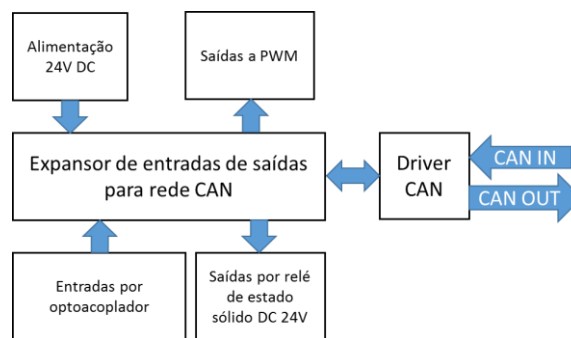 Alimentação
24V DC
Saídas a PWM
Expansor de entradas de saídas
para rede CAN
Driver
CAN
CAN IN
CAN OUT
Entradas por
optoacoplador
Saídas por relé
de estado
sólido DC 24V